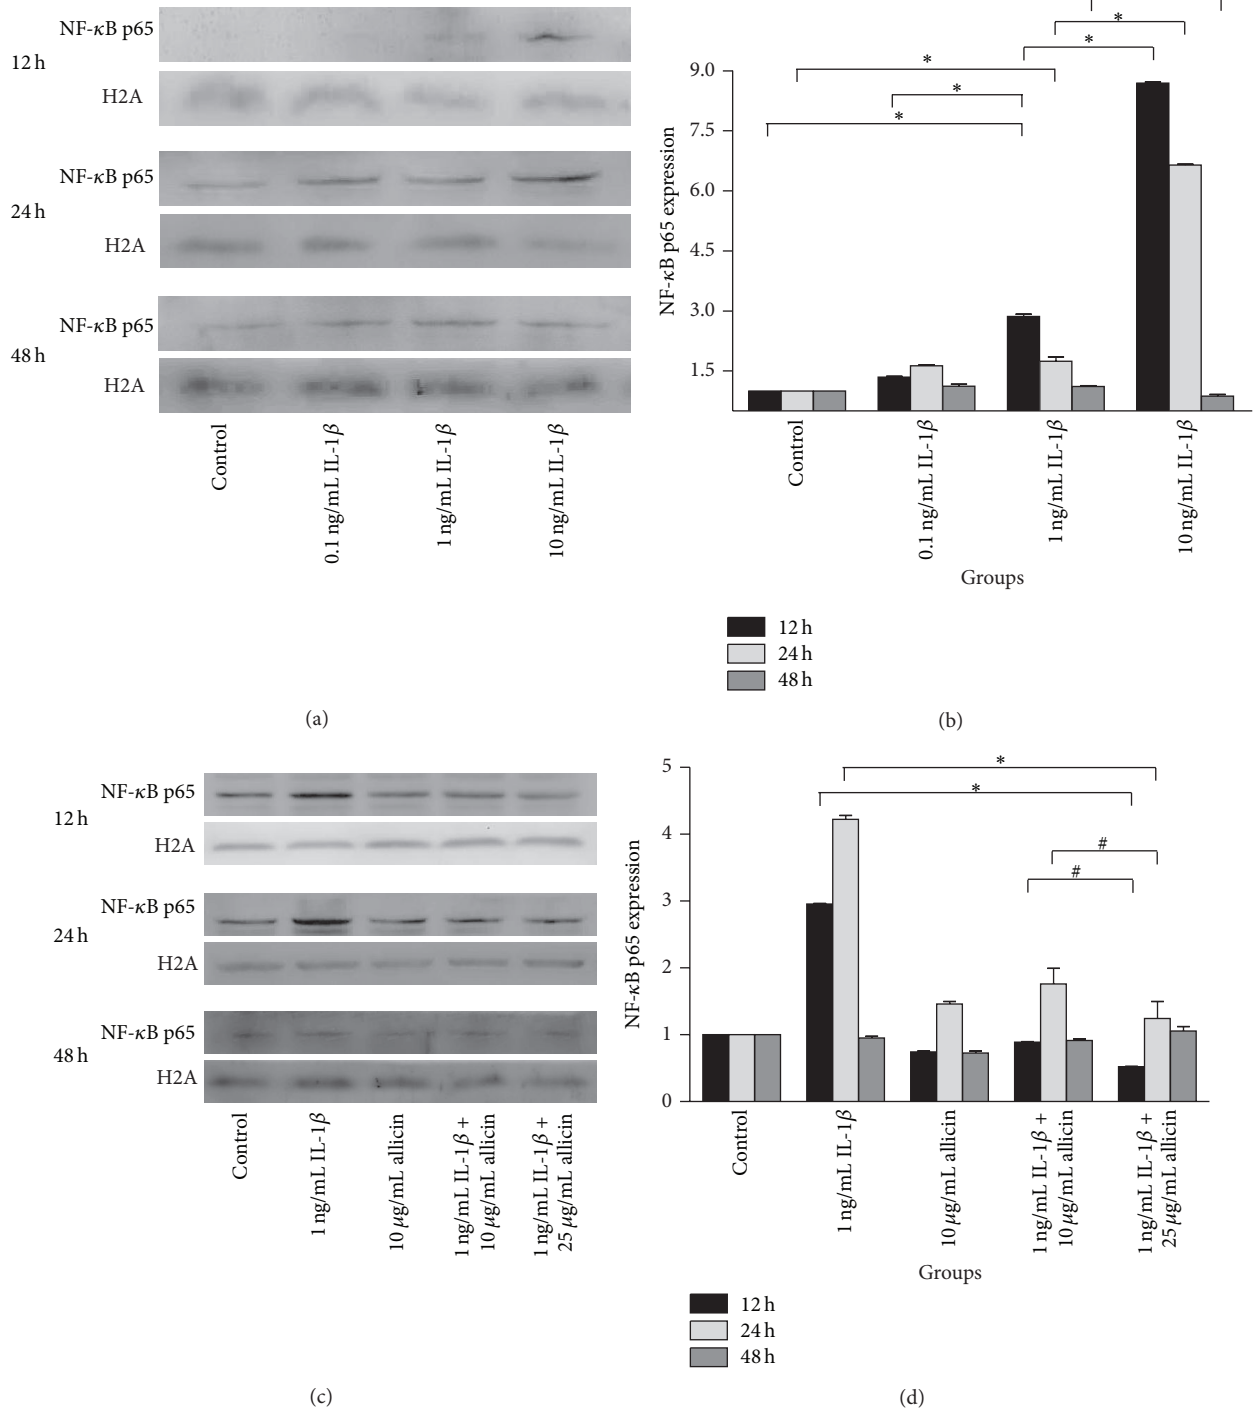 NF-κB p65
12 h
H2A
NF-κB p65
24 h
H2A
NF-κB p65
48 h
H2A
Control
0.1 ng/mL IL-1β
1 ng/mL IL-1β
10 ng/mL IL-1β
(a)
*
*
*
*
*
9.0
7.5
6.0
4.5
3.0
1.5
NF-κB p65 expression
Control
0.1 ng/mL IL-1β
1 ng/mL IL-1β
10 ng/mL IL-1β
Groups
12 h
24 h
48 h
(b)
NF-κB p65
12 h
H2A
NF-κB p65
24 h
H2A
NF-κB p65
48 h
H2A
Control
1 ng/mL IL-1β
10 μg/mL allicin
1 ng/mL IL-1β +
10 μg/mL allicin
1 ng/mL IL-1β +
25 μg/mL allicin
(c)
*
*
#
#
5
4
3
2
1
0
NF-κB p65 expression
Control
1 ng/mL IL-1β
10 μg/mL allicin
1 ng/mL IL-1β +
10 μg/mL allicin
1 ng/mL IL-1β +
25 μg/mL allicin
Groups
12 h
24 h
48 h
(d)